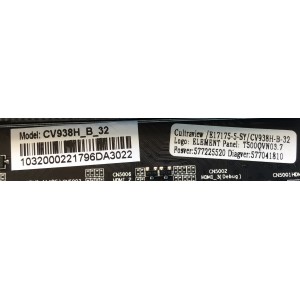 Model: CV938H_B_32
1032000221796DA3022
Cultraview /E17175-5-SY/CV938H-B-32
Logo: ELEMENT Panel: T500QVN03.7
Power:577225520 Diagver:577041810
CN5006
CN5002
HDMI_3(Debug)
CN5001